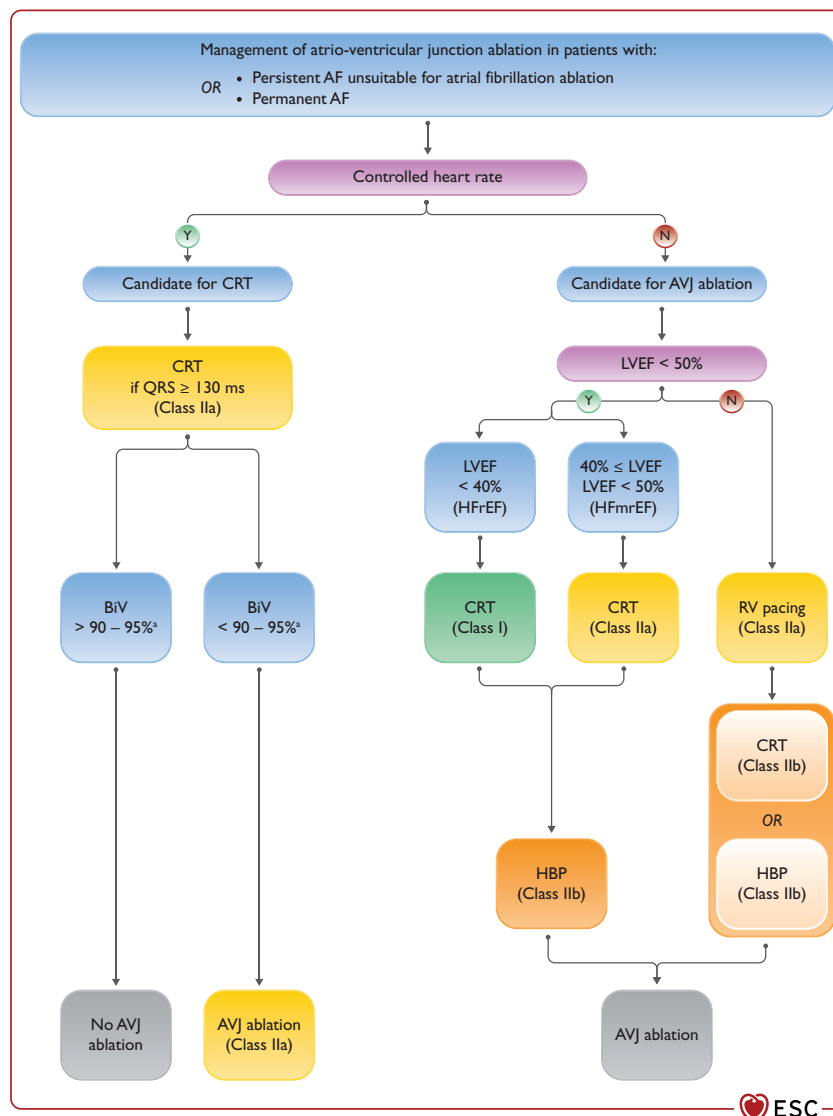 Management of atrio-ventricular junction ablation in patients with:
OR
• Persistent AF unsuitable for atrial fibrillation ablation
• Permanent AF
Controlled heart rate
Y
N
Candidate for CRT
Candidate for AVJ ablation
CRT
if QRS ≥ 130 ms
(Class IIa)
LVEF < 50%
Y
N
LVEF
< 40%
(HFrEF)
40% ≤ LVEF
LVEF < 50%
(HFmrEF)
BiV
> 90 – 95%ᵃ
BiV
< 90 – 95%ᵃ
CRT
(Class I)
CRT
(Class IIa)
RV pacing
(Class IIa)
CRT
(Class IIb)
OR
HBP
(Class IIb)
HBP
(Class IIb)
No AVJ
ablation
AVJ ablation
(Class IIa)
AVJ ablation
ESC